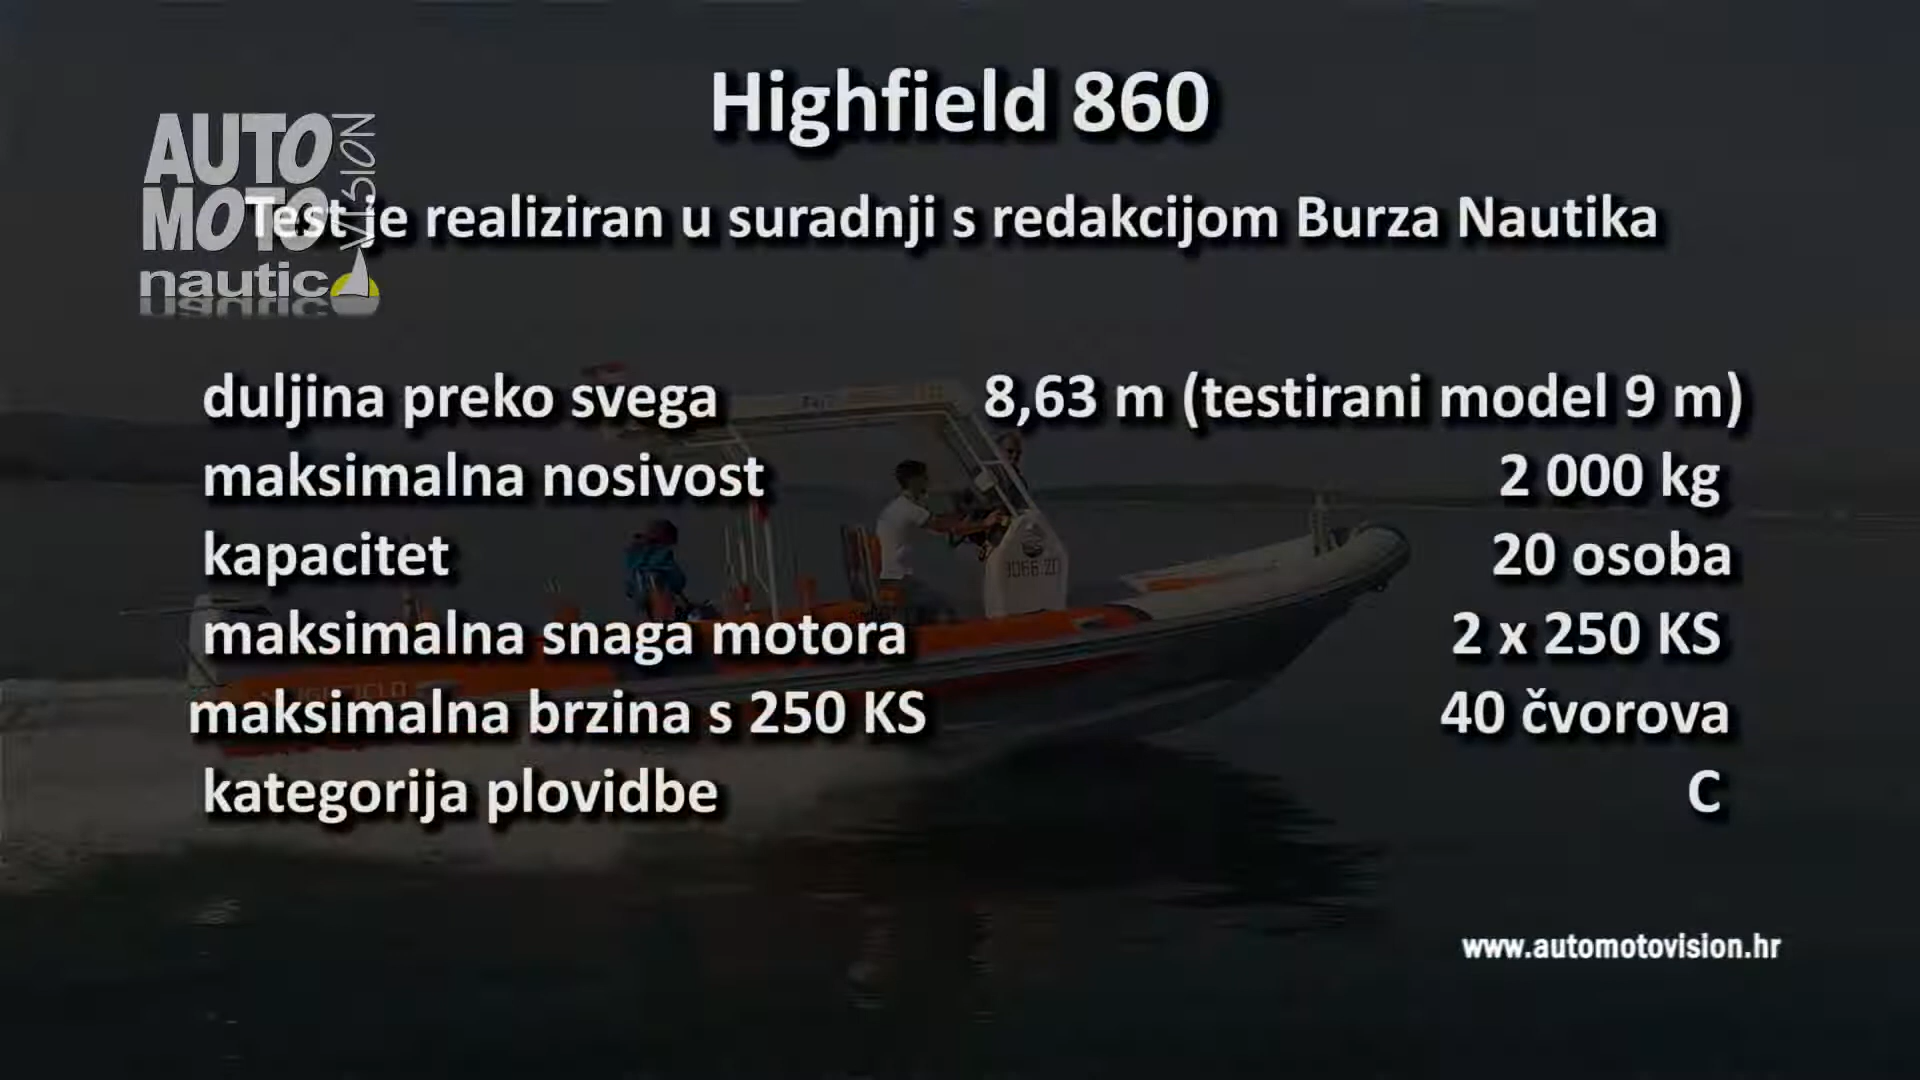 Highfield 860
AUTO
MOTO
VISION
nautic
Test je realiziran u suradnji s redakcijom Burza Nautika
duljina preko svega 8,63 m (testirani model 9 m)
maksimalna nosivost 2 000 kg
kapacitet 20 osoba
maksimalna snaga motora 2 x 250 KS
maksimalna brzina s 250 KS 40 čvorova
kategorija plovidbe C
www.automotovision.hr